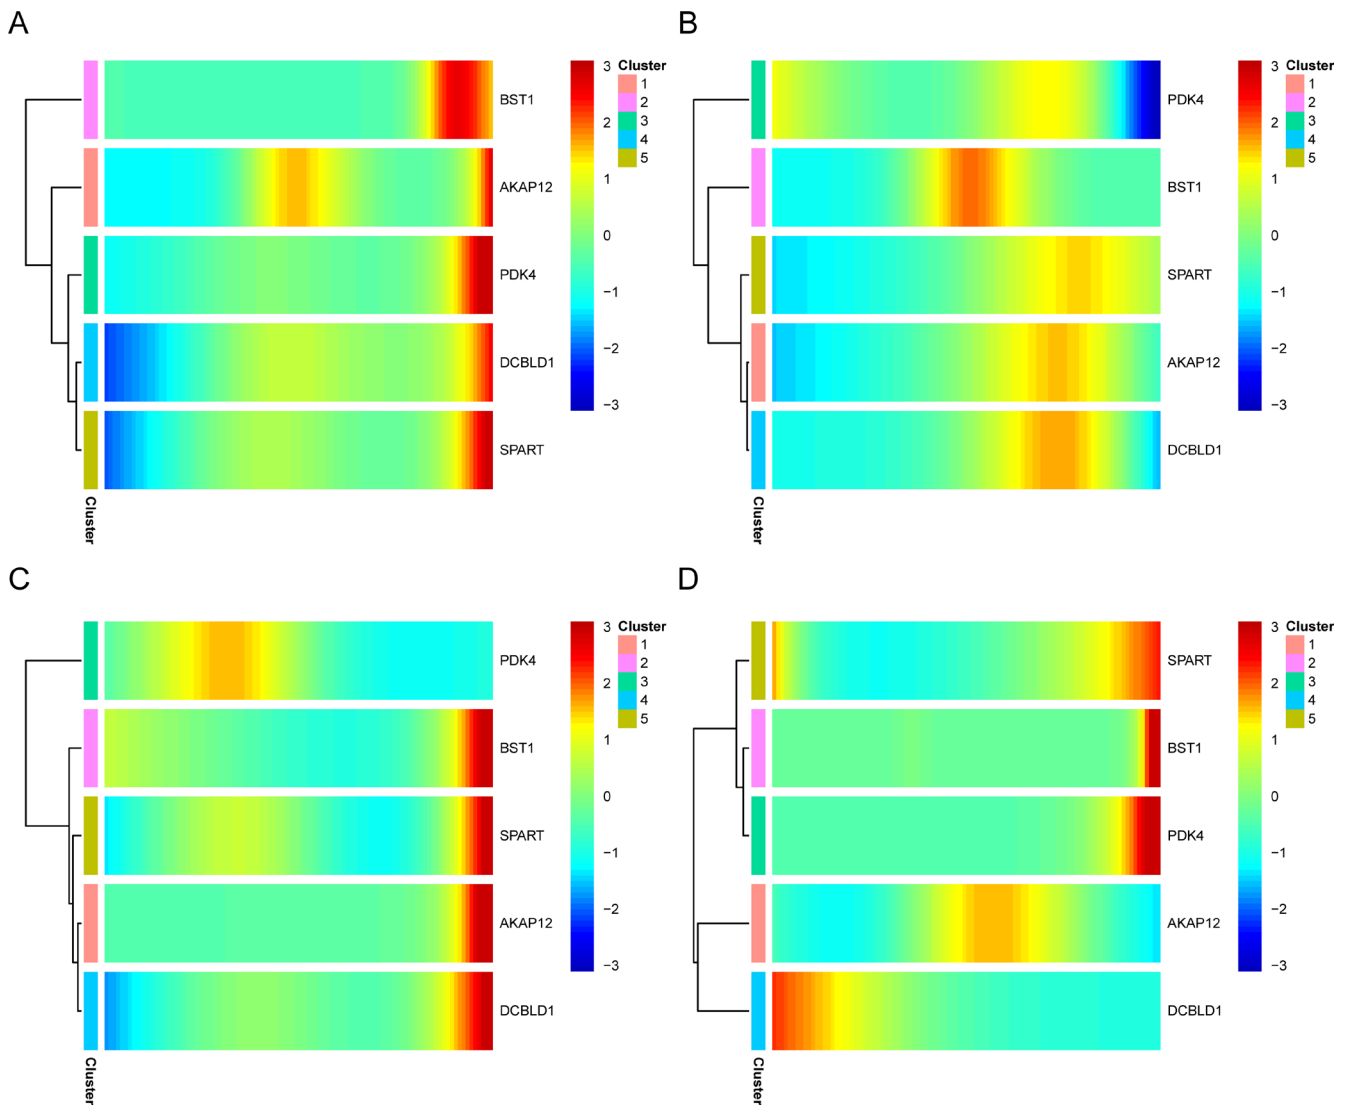 A
BST1
AKAP12
PDK4
DCBLD1
SPART
Cluster
3
2
1
0
−1
−2
−3
Cluster
1
2
3
4
5
B
PDK4
BST1
SPART
AKAP12
DCBLD1
Cluster
3
2
1
0
−1
−2
−3
Cluster
1
2
3
4
5
C
PDK4
BST1
SPART
AKAP12
DCBLD1
Cluster
3
2
1
0
−1
−2
−3
Cluster
1
2
3
4
5
D
SPART
BST1
PDK4
AKAP12
DCBLD1
Cluster
3
2
1
0
−1
−2
−3
Cluster
1
2
3
4
5